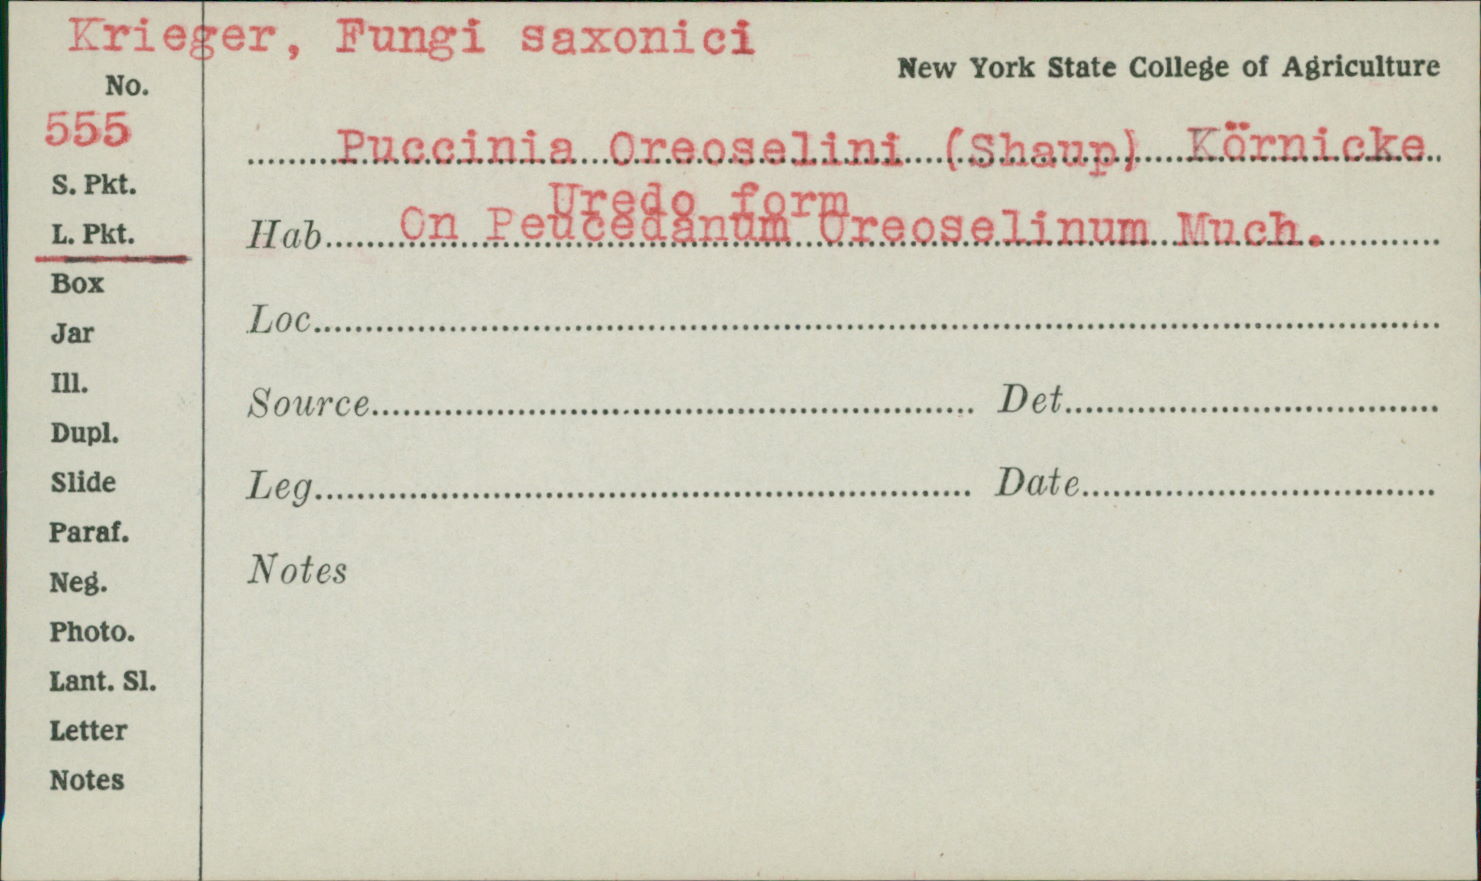 Krieger, Fungi saxonici
New York State College of Agriculture
No.
555
S. Pkt.
L. Pkt.
Box
Jar
Ill.
Dupl.
Slide
Paraf.
Neg.
Photo.
Lant. Sl.
Letter
Notes
Puccinia Oreoselini (Shaup) Körnicke
Uredo form
Hab. On Peucedanum Oreoselinum Much.
Loc.
Source Det.
Leg. Date
Notes